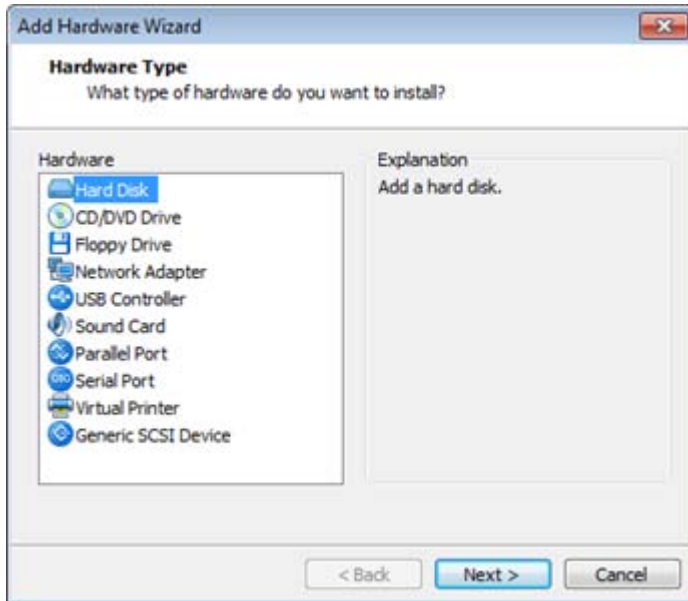 Add Hardware Wizard
Hardware Type
What type of hardware do you want to install?
Hardware
Hard Disk
CD/DVD Drive
Floppy Drive
Network Adapter
USB Controller
Sound Card
Parallel Port
Serial Port
Virtual Printer
Generic SCSI Device
Explanation
Add a hard disk.
< Back
Next >
Cancel